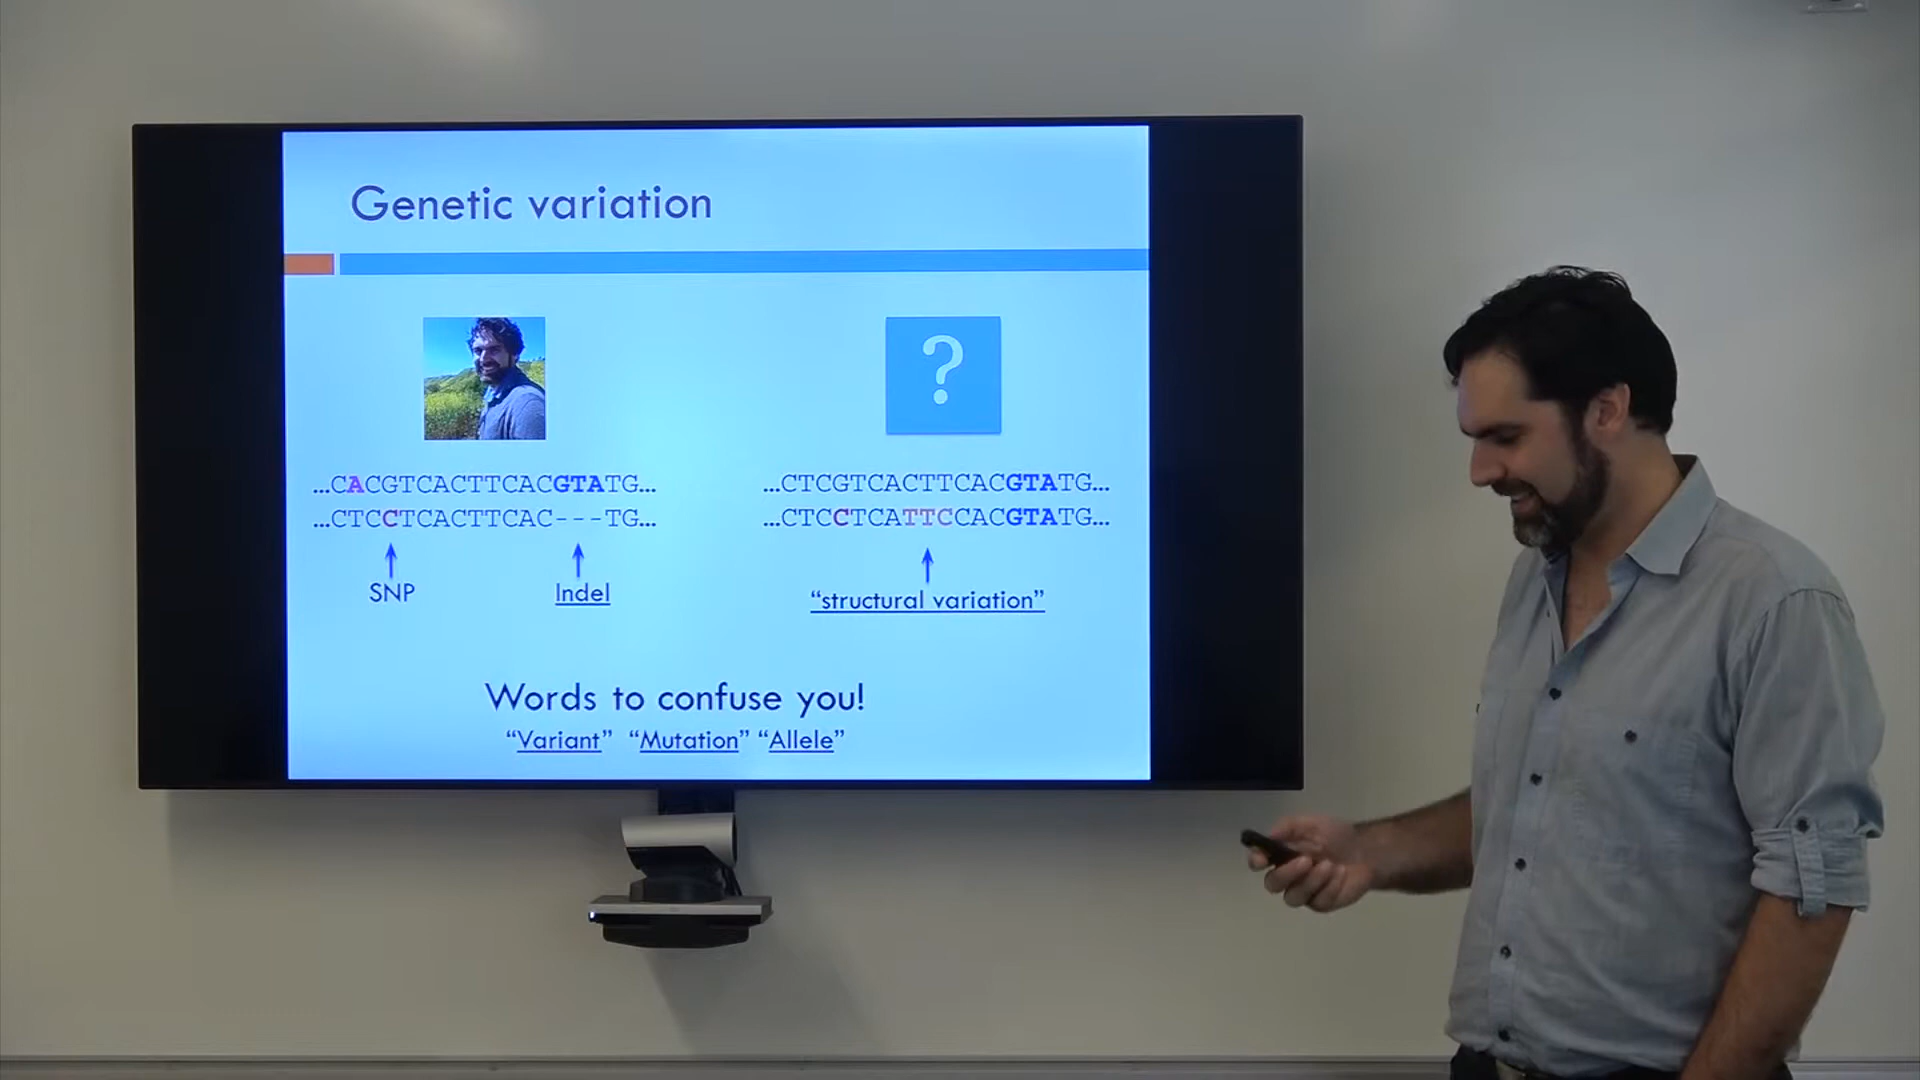 Genetic variation
?
...CACGTCACTTCACGTATG...
...CTCCTCACTTCAC---TG...
SNP
Indel
...CTCGTCACTTCACGTATG...
...CTCCTCATTCCACGTATG...
“structural variation”
Words to confuse you!
“Variant” “Mutation” “Allele”